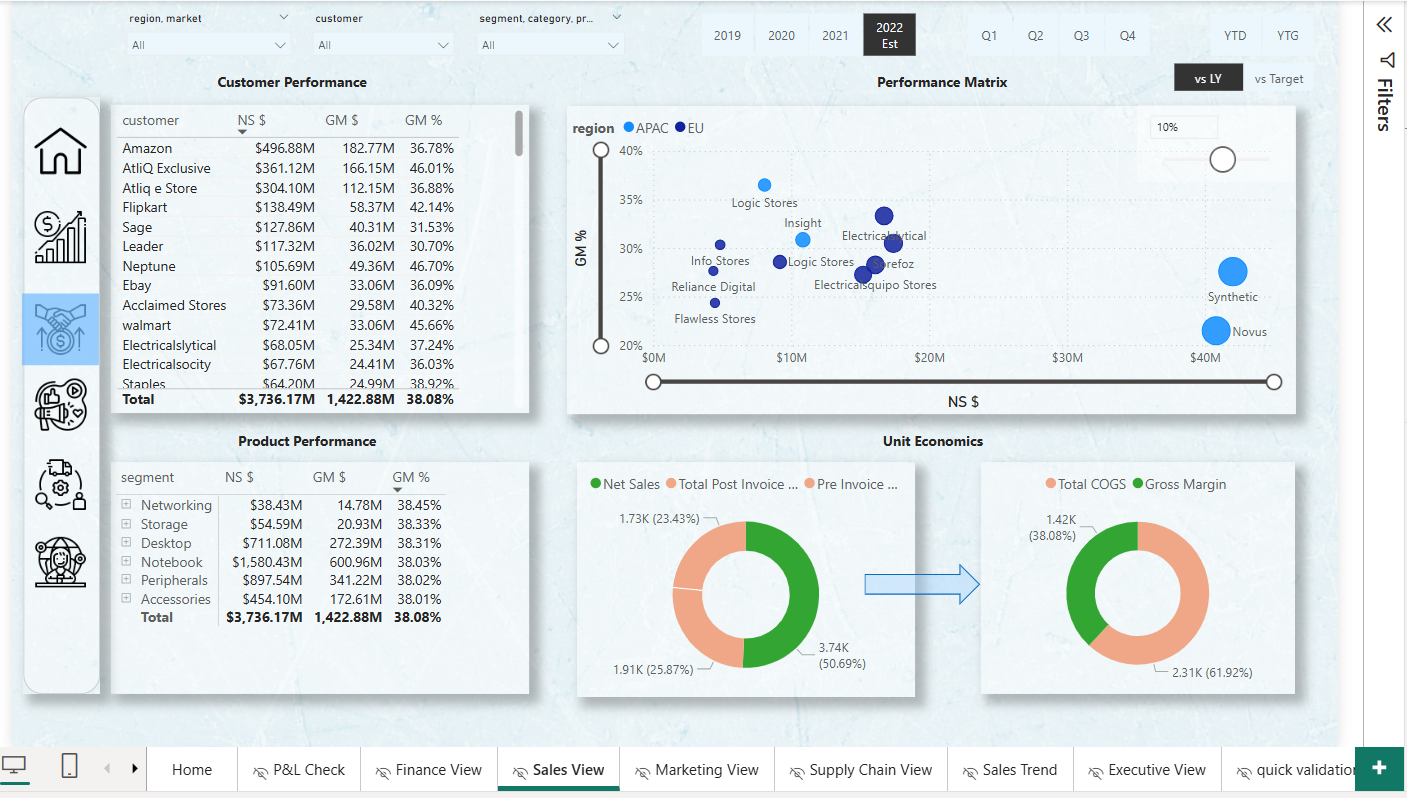 region, market customer segment, category, pr...
All All All
2019 2020 2021 2022 Est Q1 Q2 Q3 Q4 YTD YTG
vs LY vs Target
Filters
Customer Performance
customer NS $ GM $ GM %
Amazon $496.88M 182.77M 36.78%
AtliQ Exclusive $361.12M 166.15M 46.01%
Atliq e Store $304.10M 112.15M 36.88%
Flipkart $138.49M 58.37M 42.14%
Sage $127.86M 40.31M 31.53%
Leader $117.32M 36.02M 30.70%
Neptune $105.69M 49.36M 46.70%
Ebay $91.60M 33.06M 36.09%
Acclaimed Stores $73.36M 29.58M 40.32%
walmart $72.41M 33.06M 45.66%
Electricalslytical $68.05M 25.34M 37.24%
Electricalsocity $67.76M 24.41M 36.03%
Staples $64.20M 24.99M 38.92%
Total $3,736.17M 1,422.88M 38.08%
Performance Matrix
region APAC EU
10%
GM %
40%
35%
30%
25%
20%
Logic Stores
Insight
Electricalslytical
Info Stores
Logic Stores
Sorefoz
Reliance Digital
Electricalsquipo Stores
Flawless Stores
Synthetic
Novus
$0M $10M $20M $30M $40M
NS $
Product Performance
segment NS $ GM $ GM %
Networking $38.43M 14.78M 38.45%
Storage $54.59M 20.93M 38.33%
Desktop $711.08M 272.39M 38.31%
Notebook $1,580.43M 600.96M 38.03%
Peripherals $897.54M 341.22M 38.02%
Accessories $454.10M 172.61M 38.01%
Total $3,736.17M 1,422.88M 38.08%
Unit Economics
Net Sales Total Post Invoice ... Pre Invoice ...
1.73K (23.43%)
3.74K
(50.69%)
1.91K (25.87%)
Total COGS Gross Margin
1.42K
(38.08%)
2.31K (61.92%)
Home P&L Check Finance View Sales View Marketing View Supply Chain View Sales Trend Executive View quick validation